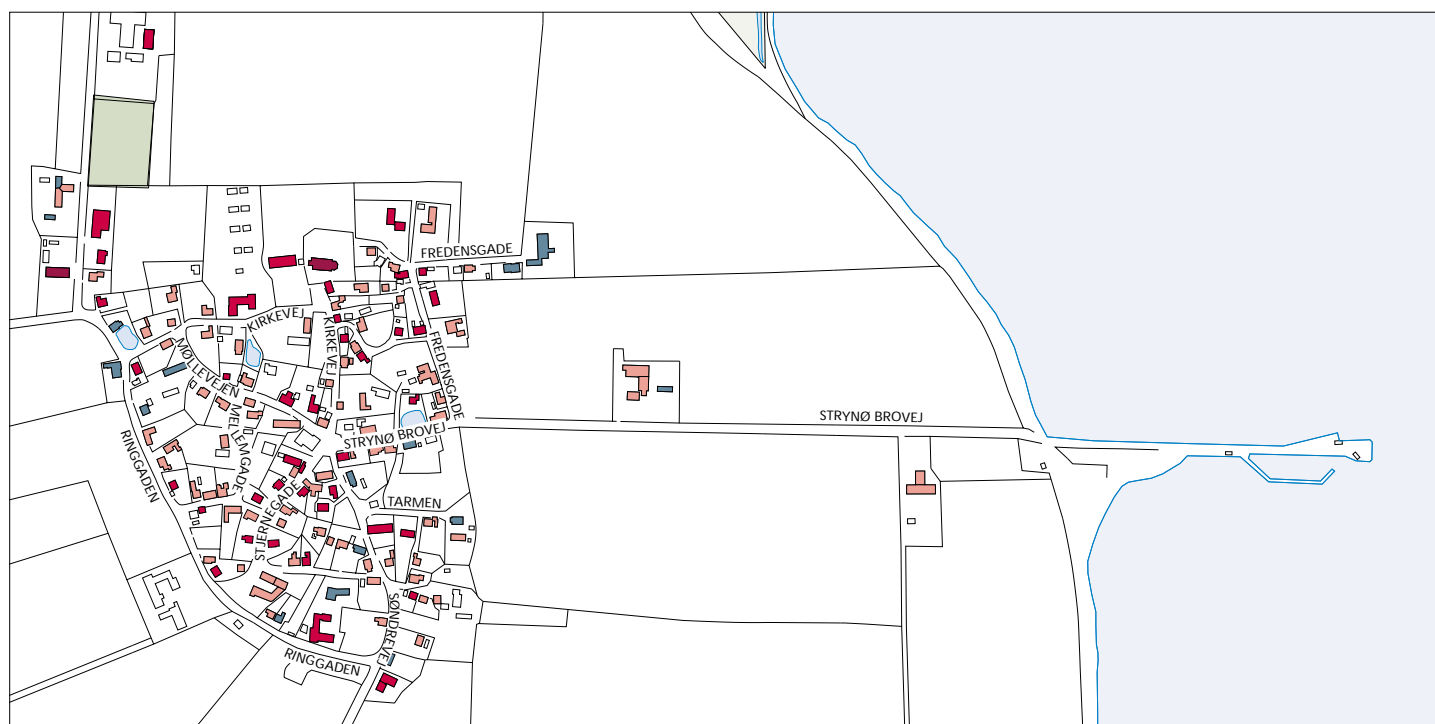 FREDENSGADE
KIRKEVEJ
KIRKEVEJ
MØLLEVEJEN
FREDENSGADE
MELLEMGADE
STRYNØ BROVEJ
STRYNØ BROVEJ
RINGGADEN
STJERNEGADE
TARMEN
SØNDREVEJ
RINGGADEN